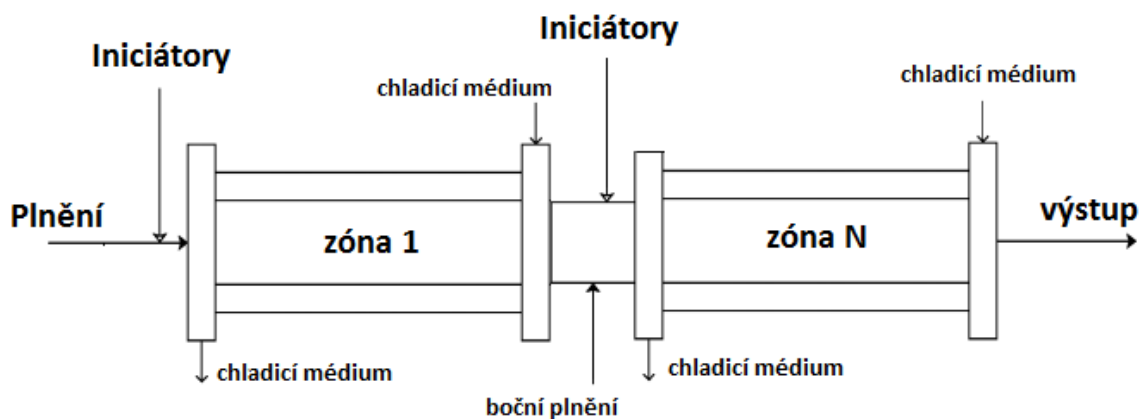 Iniciátory
Iniciátory
chladicí médium
chladicí médium
Plnění
zóna 1
zóna N
výstup
chladicí médium
chladicí médium
boční plnění